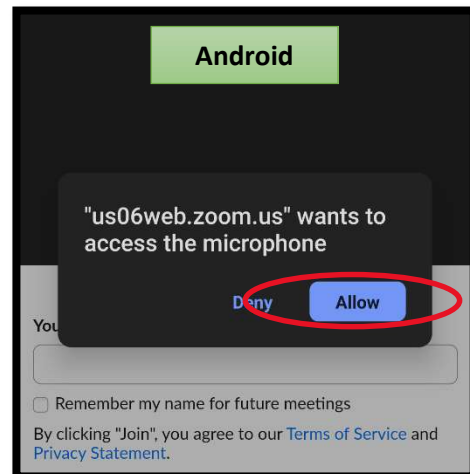 Android
"us06web.zoom.us" wants to
access the microphone
Deny Allow
You
Remember my name for future meetings
By clicking "Join", you agree to our Terms of Service and
Privacy Statement.